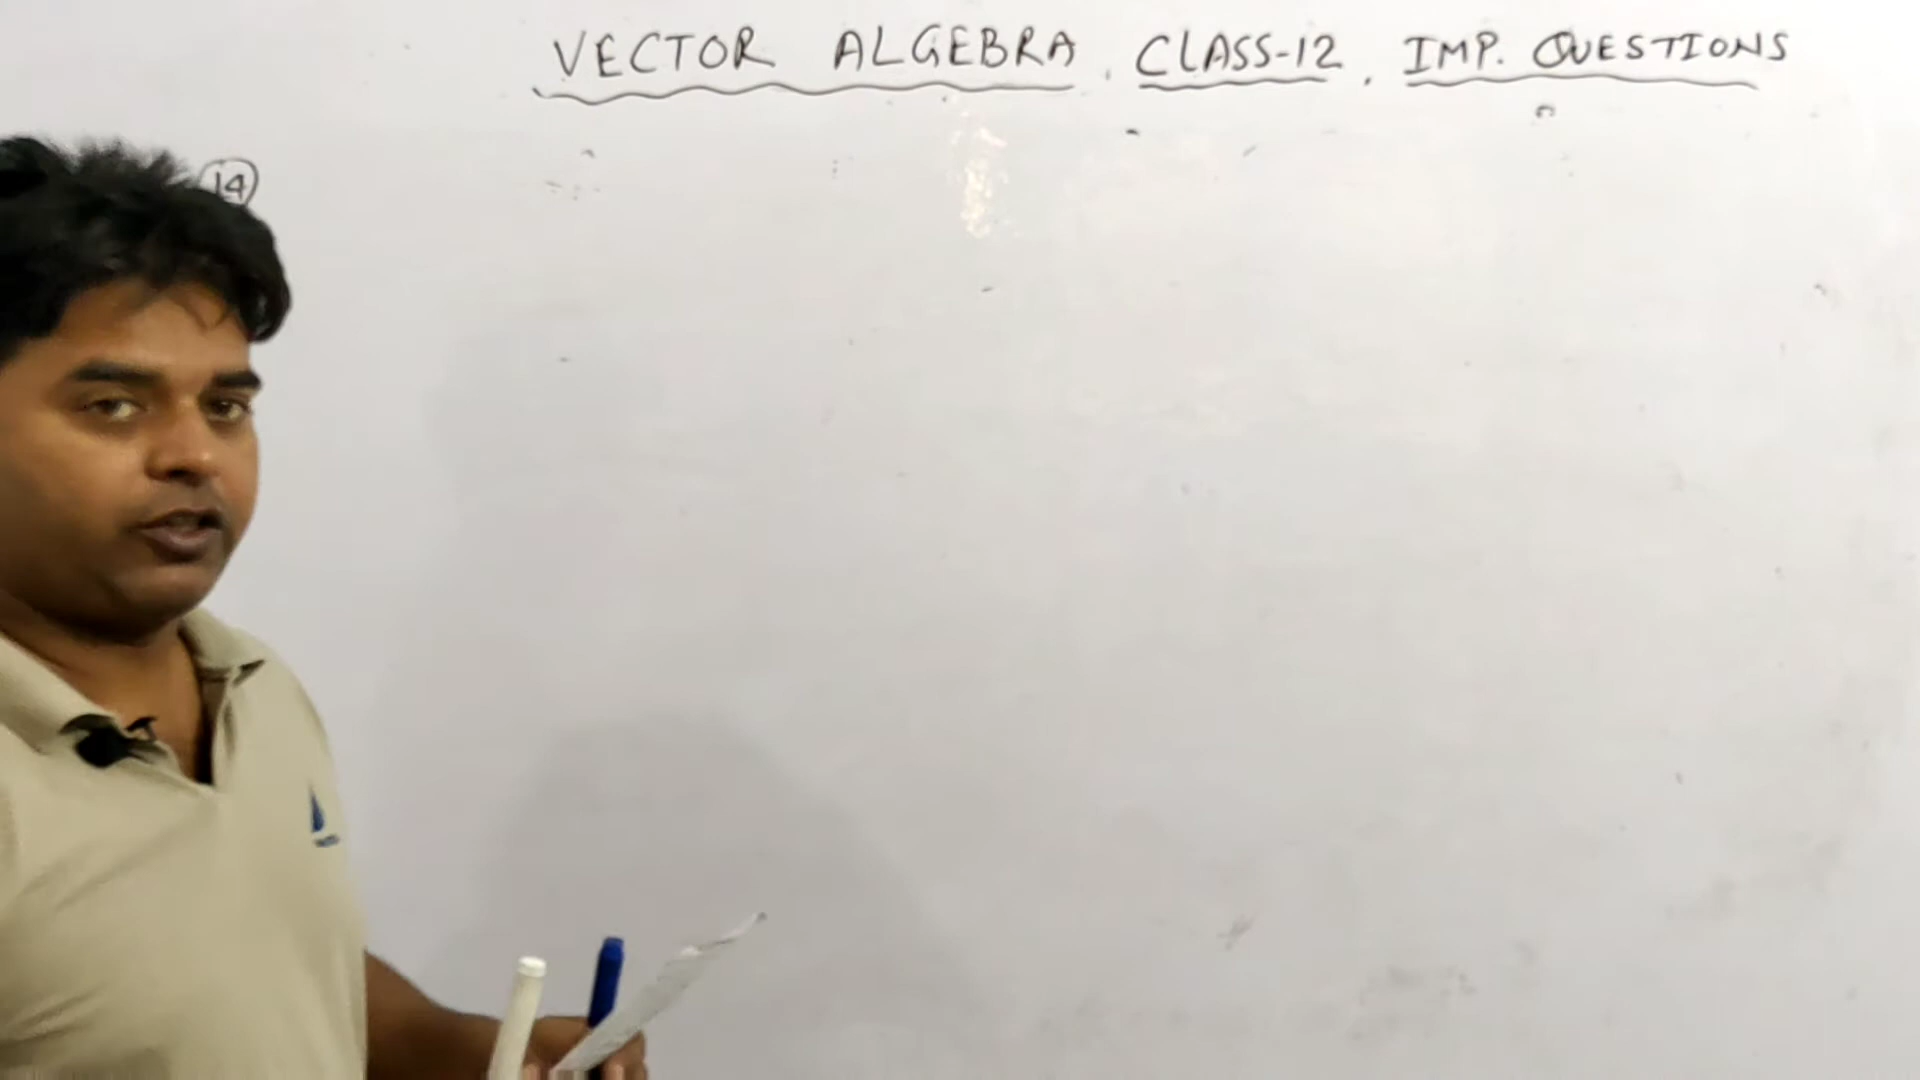 VECTOR ALGEBRA, CLASS-12, IMP. QUESTIONS
14